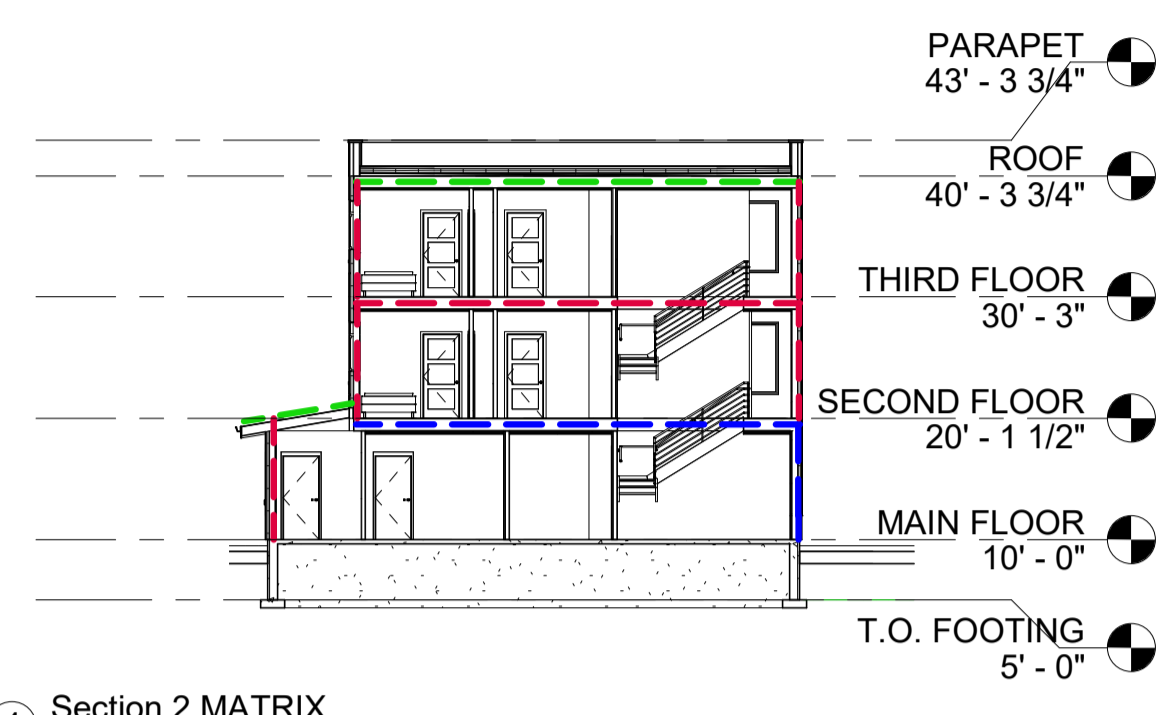 PARAPET
43' - 3 3/4"
ROOF
40' - 3 3/4"
THIRD FLOOR
30' - 3"
SECOND FLOOR
20' - 1 1/2"
MAIN FLOOR
10' - 0"
T.O. FOOTING
5' - 0"
Section 2 MATRIX